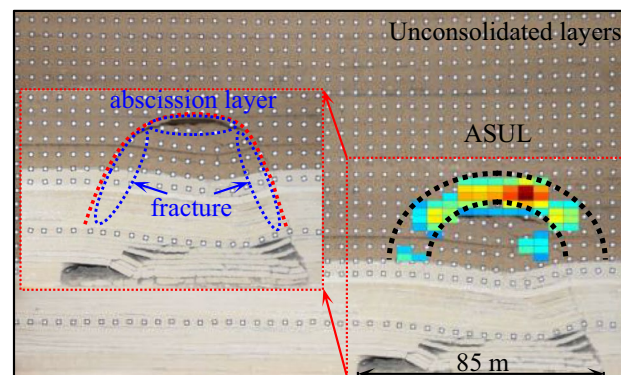 Unconsolidated layers
abscission layer
ASUL
fracture
85 m